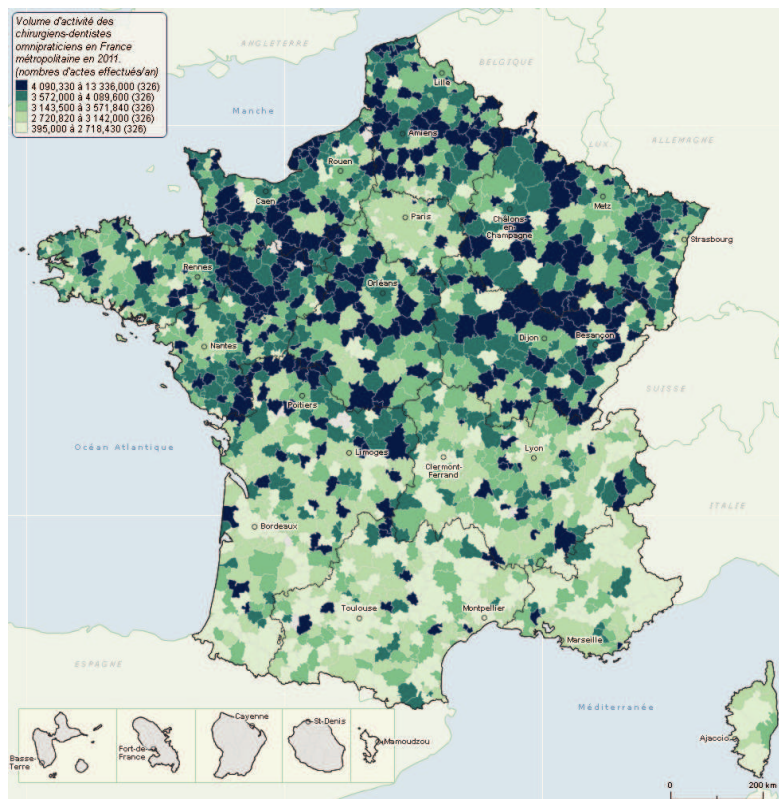 Volume d'activité des
chirurgiens-dentistes
omnipraticiens en France
métropolitaine en 2011.
(nombres d'actes effectués/an)
4 090,330 à 13 336,000 (326)
3 572,000 à 4 089,600 (326)
3 143,500 à 3 571,840 (326)
2 720,820 à 3 142,000 (326)
395,000 à 2 718,430 (326)
ANGLETERRE
BELGIQUE
Lille
Manche
Amiens
LUX.
ALLEMAGNE
Rouen
Caen
Metz
Paris
Châlons-
en-
Champagne
Strasbourg
Rennes
Orléans
Nantes
Dijon
Besançon
SUISSE
Poitiers
Océan Atlantique
Limoges
Clermont-
Ferrand
Lyon
ITALIE
Bordeaux
Toulouse
Montpellier
Marseille
ESPAGNE
Méditerranée
Cayenne
St-Denis
Fort-de-
France
Mamoudzou
Basse-
Terre
Ajaccio
0 200 km